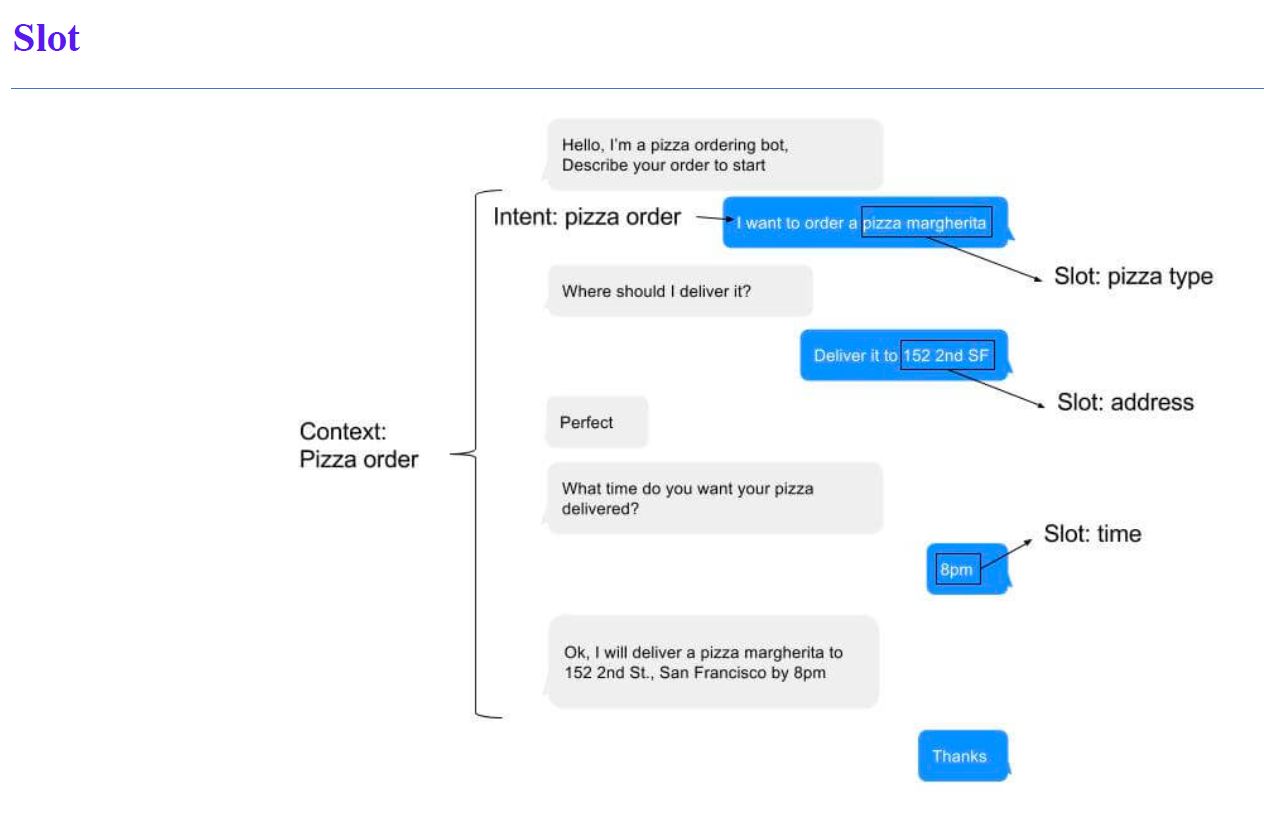 Slot
Hello, I'm a pizza ordering bot,
Describe your order to start
Intent: pizza order
I want to order a pizza margherita
Slot: pizza type
Where should I deliver it?
Deliver it to 152 2nd SF
Slot: address
Perfect
Context:
Pizza order
What time do you want your pizza
delivered?
Slot: time
8pm
Ok, I will deliver a pizza margherita to
152 2nd St., San Francisco by 8pm
Thanks